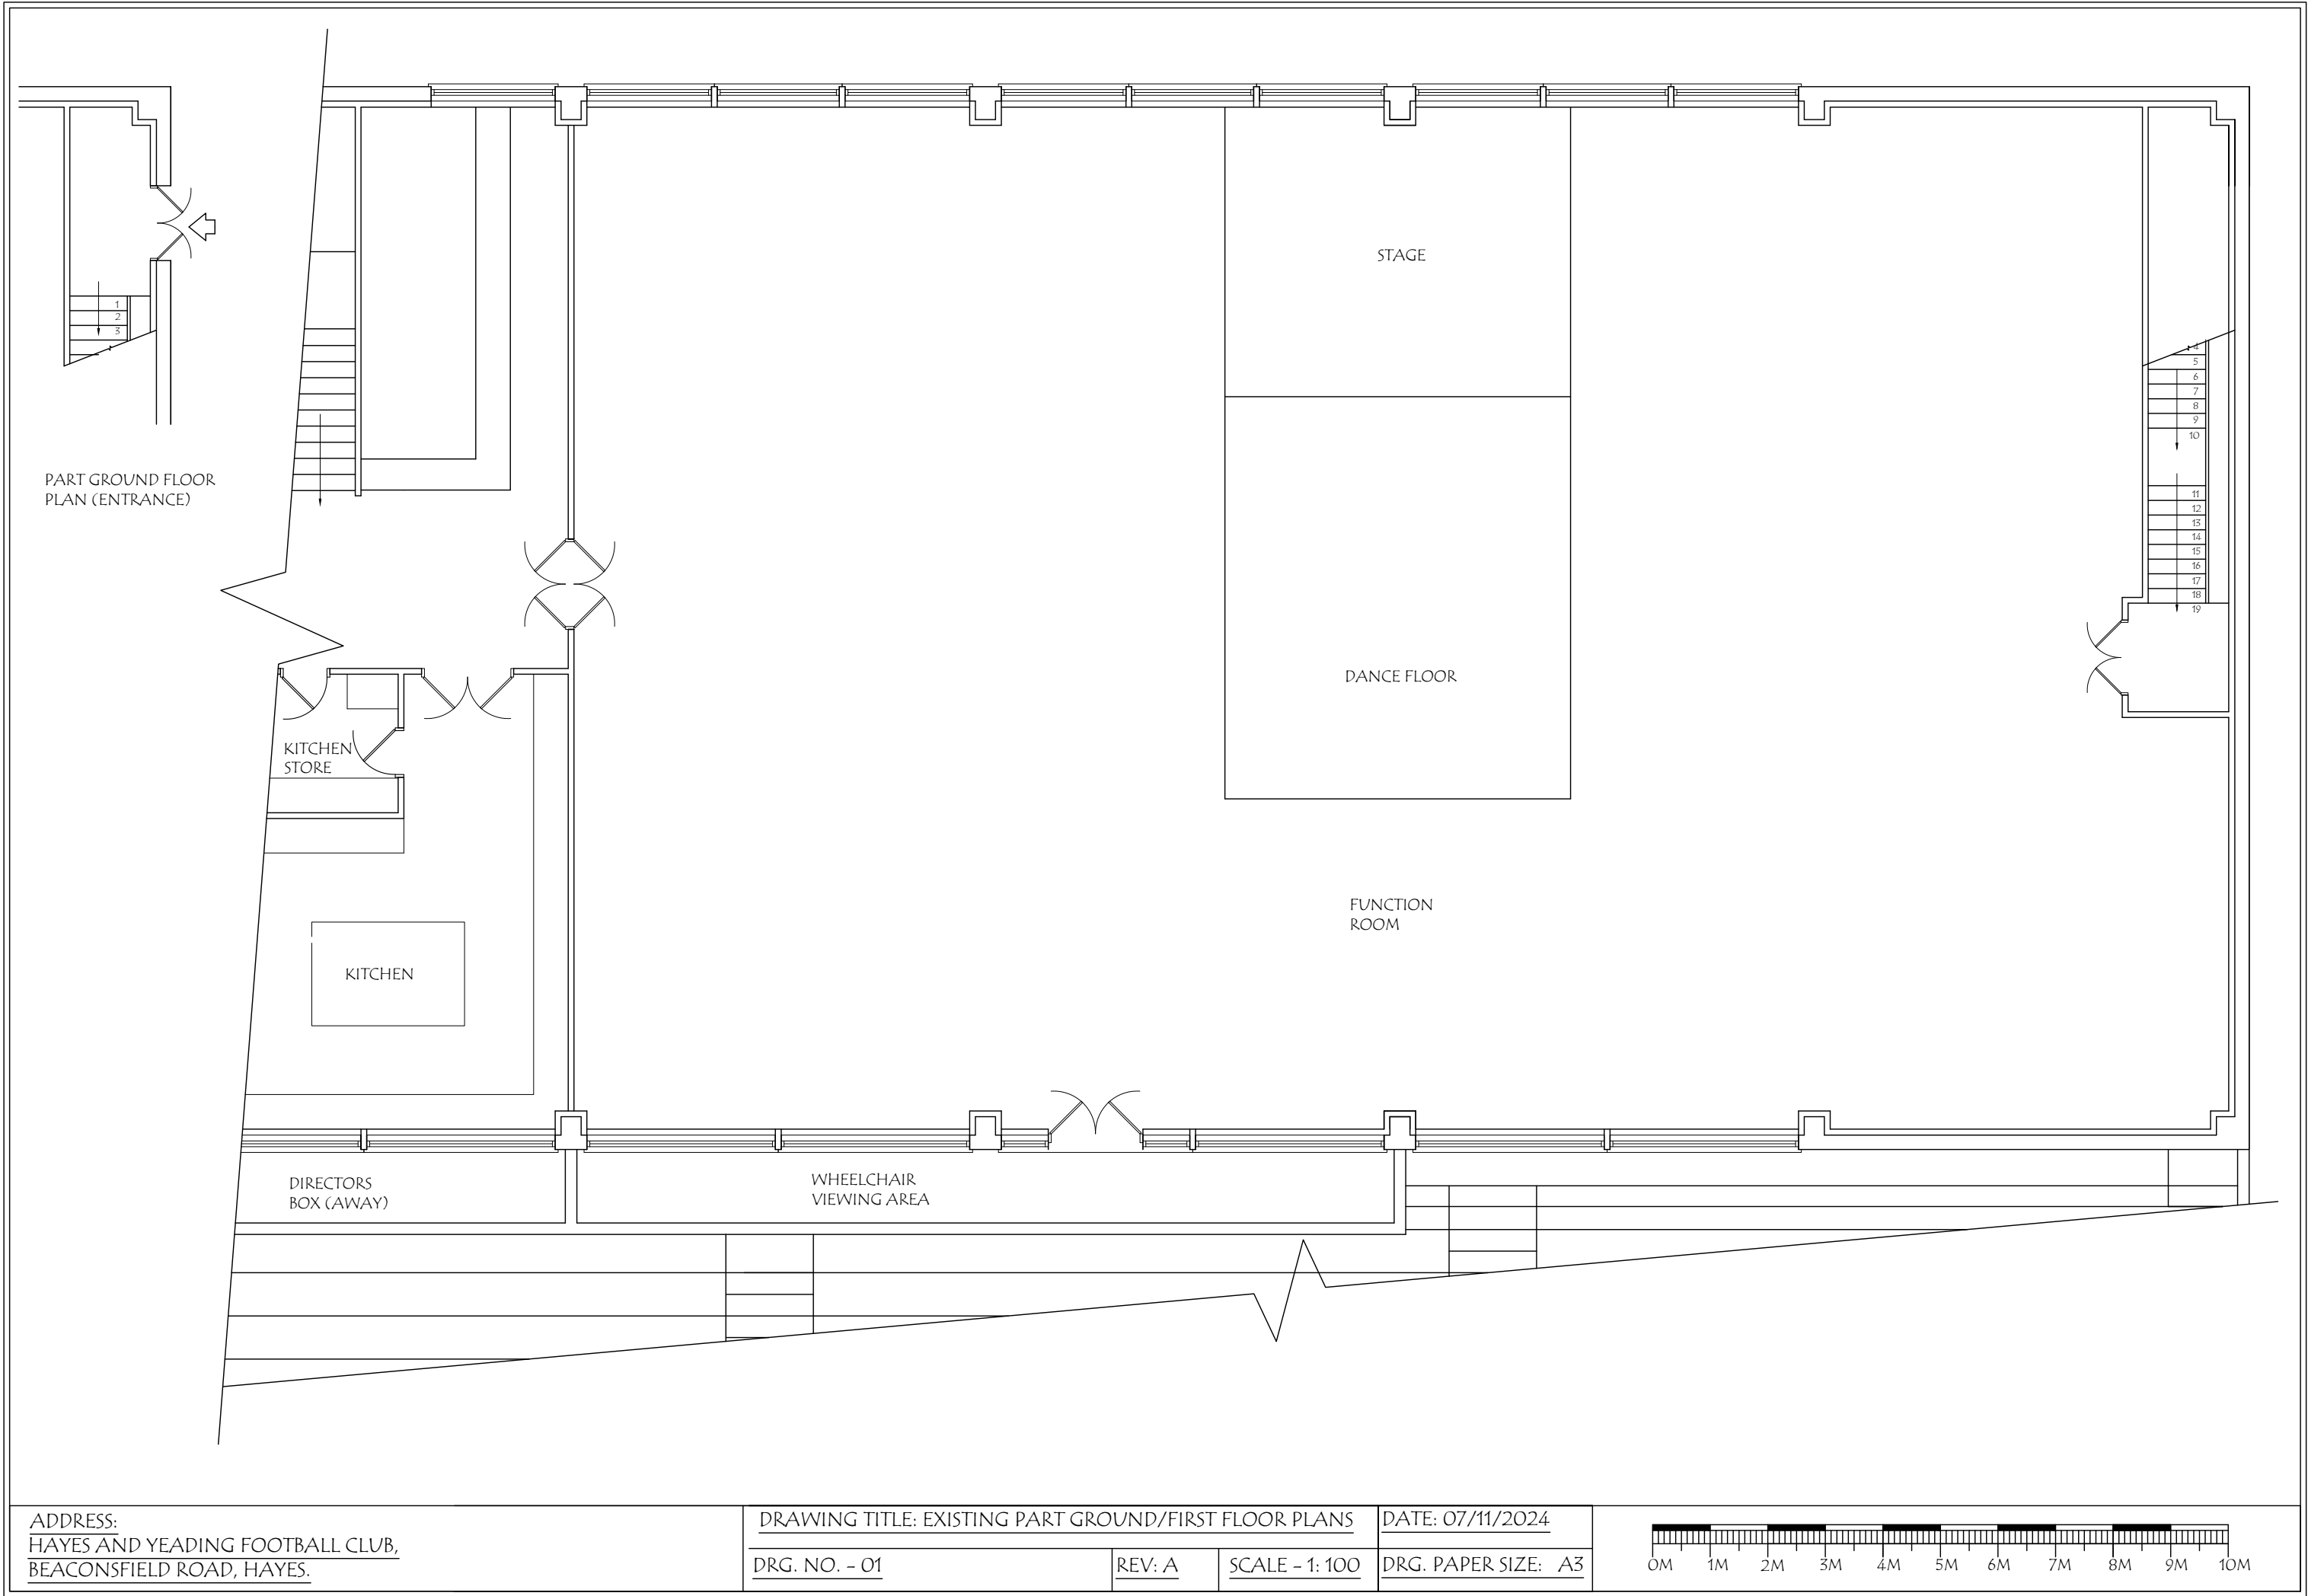 1
2
3
PART GROUND FLOOR
PLAN (ENTRANCE)
STAGE
4
5
6
7
8
9
10
11
12
13
14
15
16
17
18
19
DANCE FLOOR
KITCHEN
STORE
FUNCTION
ROOM
KITCHEN
DIRECTORS
BOX (AWAY)
WHEELCHAIR
VIEWING AREA
ADDRESS:
HAYES AND YEADING FOOTBALL CLUB,
BEACONSFIELD ROAD, HAYES.
DRAWING TITLE: EXISTING PART GROUND/FIRST FLOOR PLANS
DATE: 07/11/2024
DRG. NO. - 01
REV: A
SCALE - 1: 100
DRG. PAPER SIZE: A3
0M 1M 2M 3M 4M 5M 6M 7M 8M 9M 10M